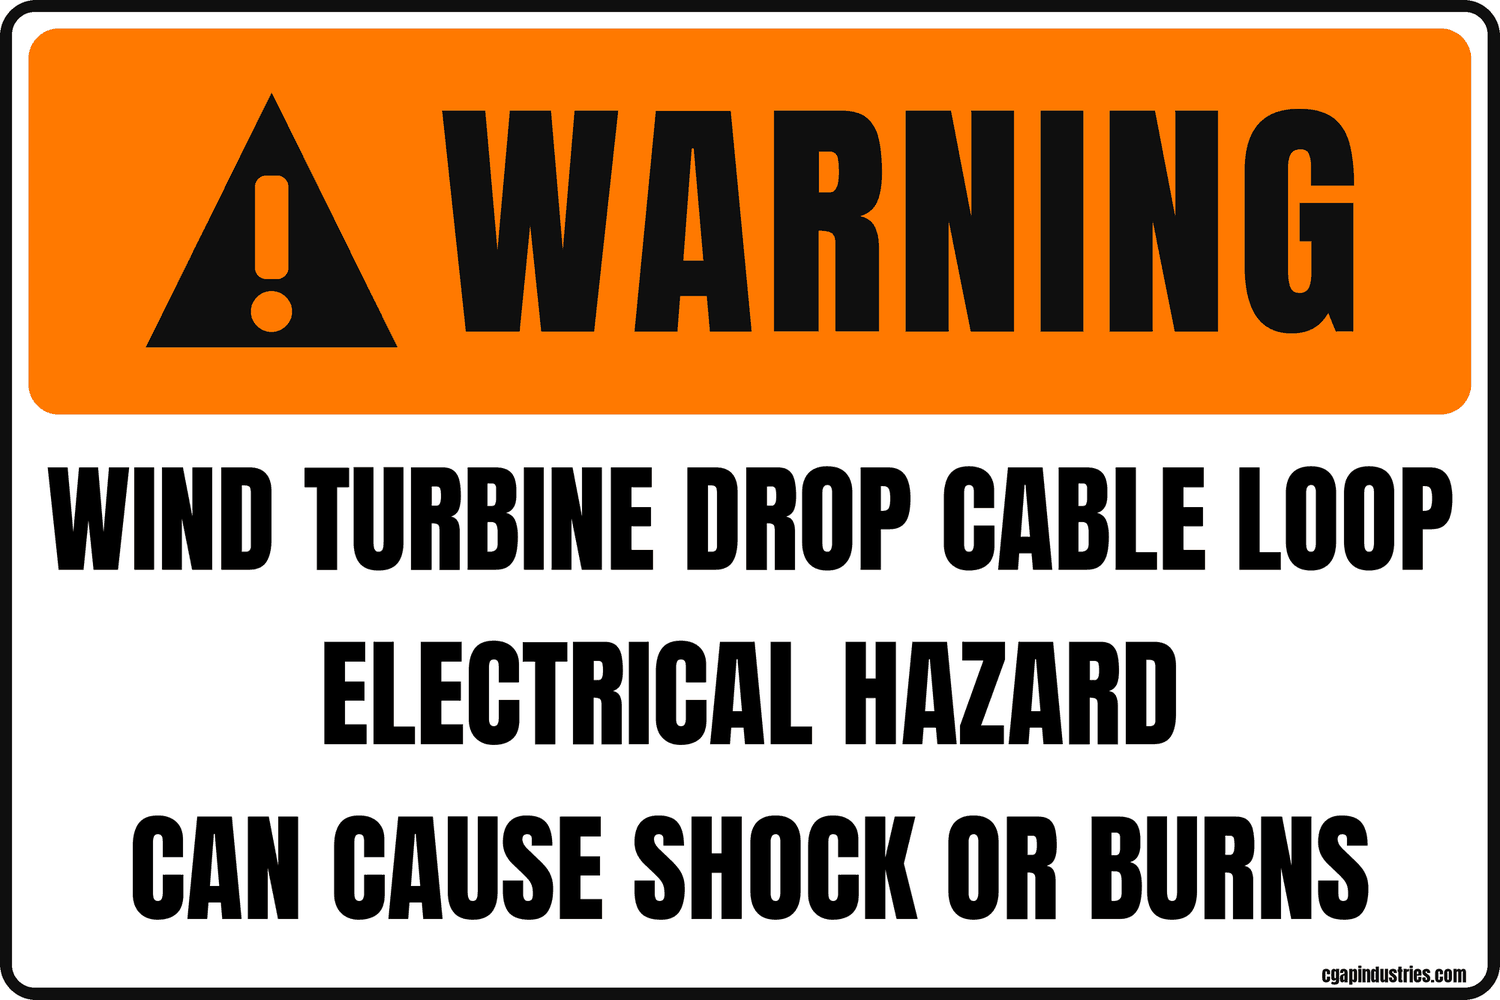 WARNING
WIND TURBINE DROP CABLE LOOP
ELECTRICAL HAZARD
CAN CAUSE SHOCK OR BURNS
cgapindustries.com